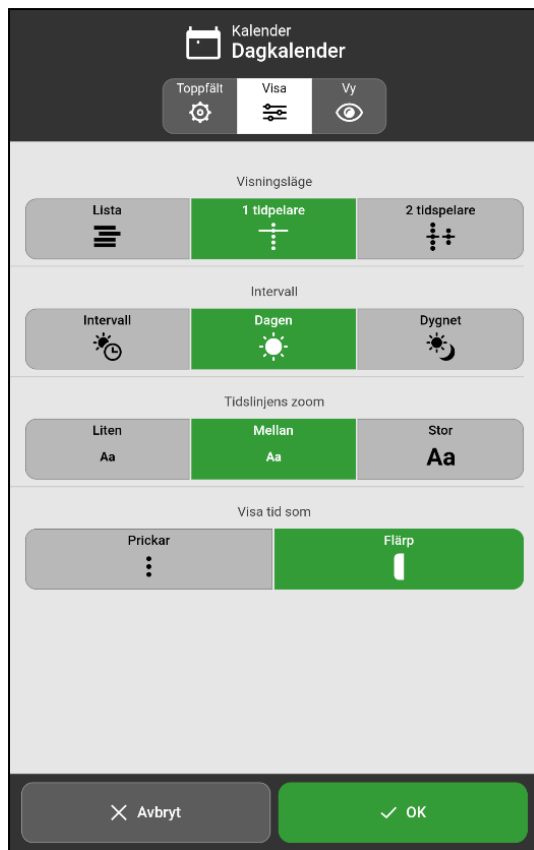 Kalender
Dagkalender
Toppfält Visa Vy
Visningsläge
Lista 1 tidpelare 2 tidspelare
Intervall
Intervall Dagen Dygnet
Tidslinjens zoom
Liten Mellan Stor
Aa Aa Aa
Visa tid som
Prickar Flärp
Avbryt OK